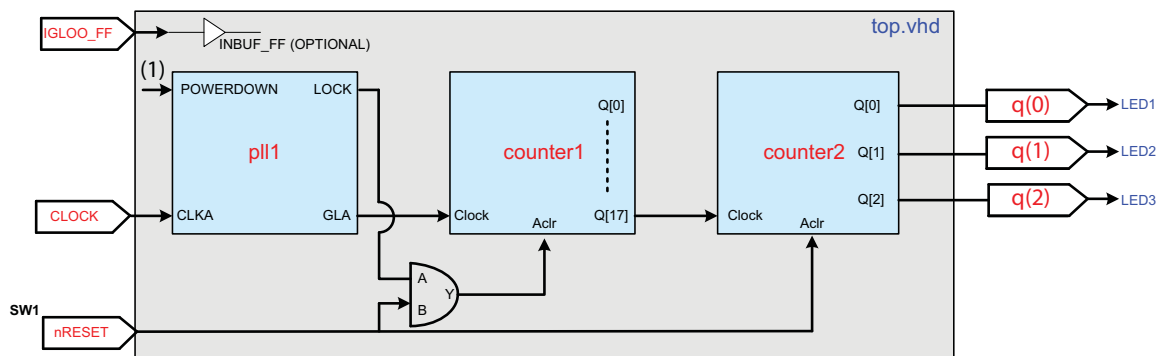 IGLOO_FF
INBUF_FF (OPTIONAL)
top.vhd
(1)
POWERDOWN
LOCK
pll1
CLKA
GLA
Q[0]
counter1
Clock
Q[17]
Aclr
Q[0]
counter2
Q[1]
Q[2]
Clock
Aclr
q(0)
LED1
q(1)
LED2
q(2)
LED3
CLOCK
A
B
Y
SW1
nRESET